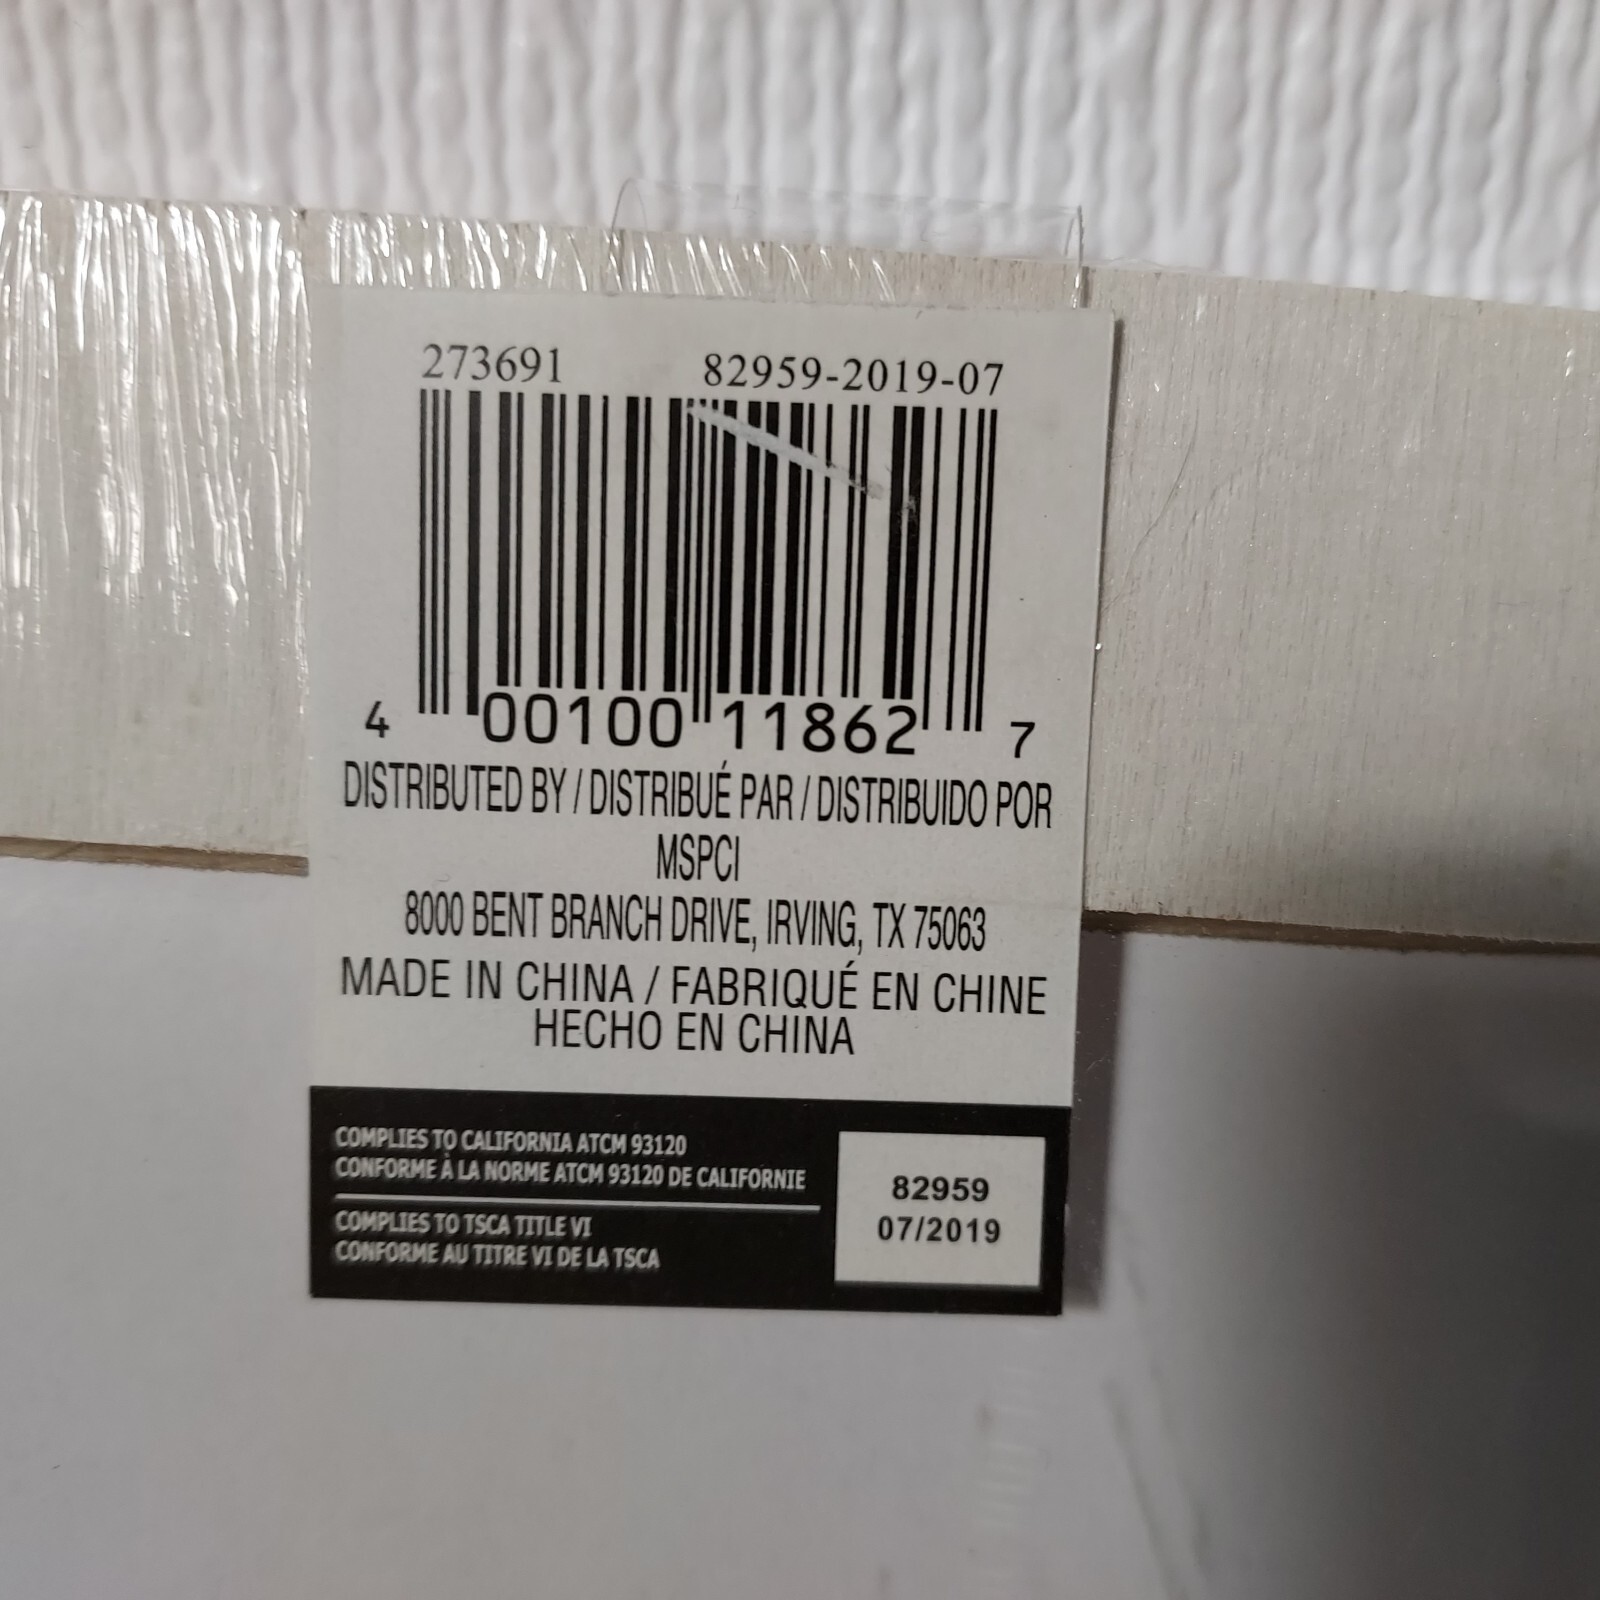 273691 82959-2019-07
4 00100 11862 7
DISTRIBUTED BY / DISTRIBUÉ PAR / DISTRIBUIDO POR
MSPCI
8000 BENT BRANCH DRIVE, IRVING, TX 75063
MADE IN CHINA / FABRIQUÉ EN CHINE
HECHO EN CHINA
COMPLIES TO CALIFORNIA ATCM 93120
CONFORME À LA NORME ATCM 93120 DE CALIFORNIE
COMPLIES TO TSCA TITLE VI
CONFORME AU TITRE VI DE LA TSCA
82959
07/2019